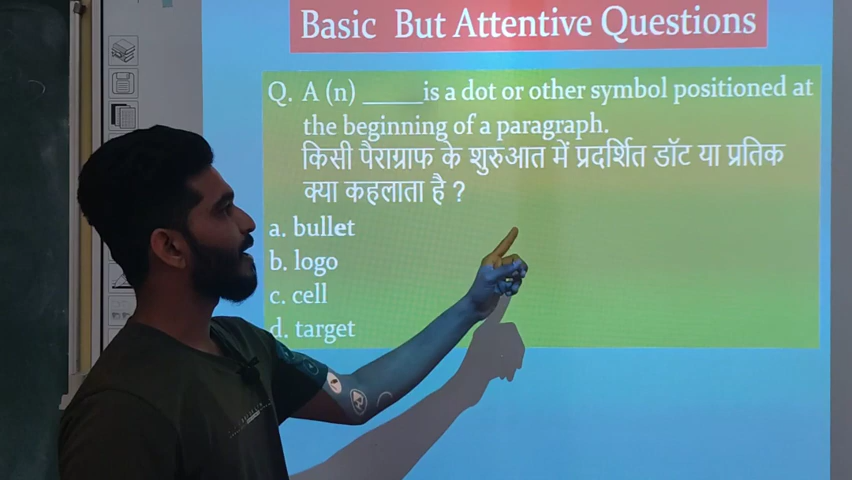 Basic But Attentive Questions
Q. A (n) _____is a dot or other symbol positioned at
the beginning of a paragraph.
किसी पैराग्राफ के शुरुआत में प्रदर्शित डॉट या प्रतिक
क्या कहलाता है ?
a. bullet
b. logo
c. cell
d. target